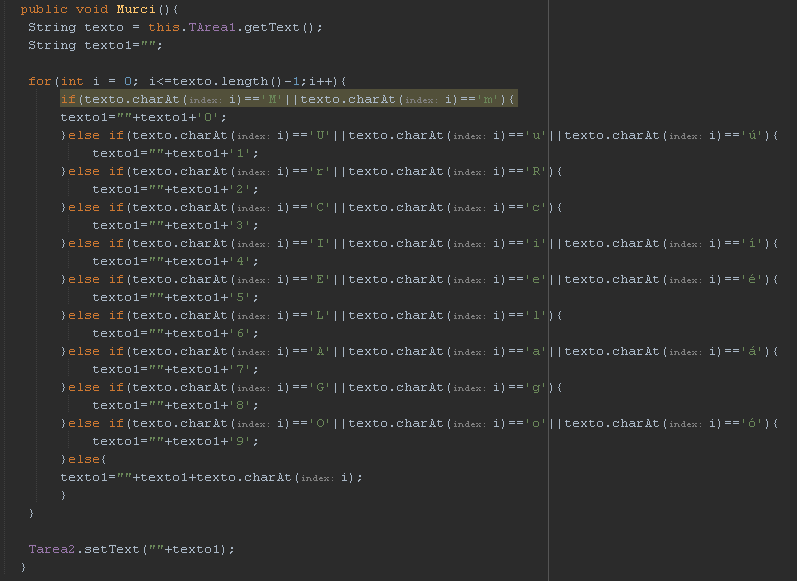 public void Murci(){
String texto = this.TArea1.getText();
String texto1="";
for(int i = 0; i<=texto.length()-1;i++){
if(texto.charAt( index: i)=='M'||texto.charAt( index: i)=='m'){
texto1=""+texto1+'0';
}else if(texto.charAt( index: i)=='U'||texto.charAt( index: i)=='u'||texto.charAt( index: i)=='ú'){
texto1=""+texto1+'1';
}else if(texto.charAt( index: i)=='r'||texto.charAt( index: i)=='R'){
texto1=""+texto1+'2';
}else if(texto.charAt( index: i)=='C'||texto.charAt( index: i)=='c'){
texto1=""+texto1+'3';
}else if(texto.charAt( index: i)=='I'||texto.charAt( index: i)=='i'||texto.charAt( index: i)=='í'){
texto1=""+texto1+'4';
}else if(texto.charAt( index: i)=='E'||texto.charAt( index: i)=='e'||texto.charAt( index: i)=='é'){
texto1=""+texto1+'5';
}else if(texto.charAt( index: i)=='L'||texto.charAt( index: i)=='l'){
texto1=""+texto1+'6';
}else if(texto.charAt( index: i)=='A'||texto.charAt( index: i)=='a'||texto.charAt( index: i)=='á'){
texto1=""+texto1+'7';
}else if(texto.charAt( index: i)=='G'||texto.charAt( index: i)=='g'){
texto1=""+texto1+'8';
}else if(texto.charAt( index: i)=='O'||texto.charAt( index: i)=='o'||texto.charAt( index: i)=='ó'){
texto1=""+texto1+'9';
}else{
texto1=""+texto1+texto.charAt( index: i);
}
}
Tarea2.setText(""+texto1);
}